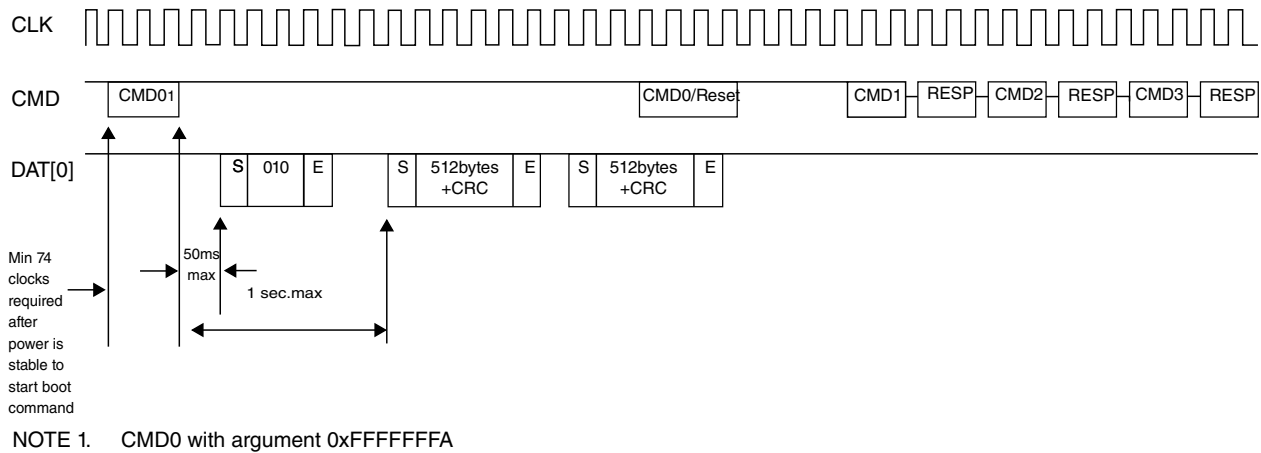 CLK
CMD
CMD01
CMD0/Reset
CMD1
RESP
CMD2
RESP
CMD3
RESP
DAT[0]
S
010
E
S
512bytes
+CRC
E
S
512bytes
+CRC
E
Min 74
clocks
required
after
power is
stable to
start boot
command
50ms
max
1 sec.max
NOTE 1. CMD0 with argument 0xFFFFFFFA